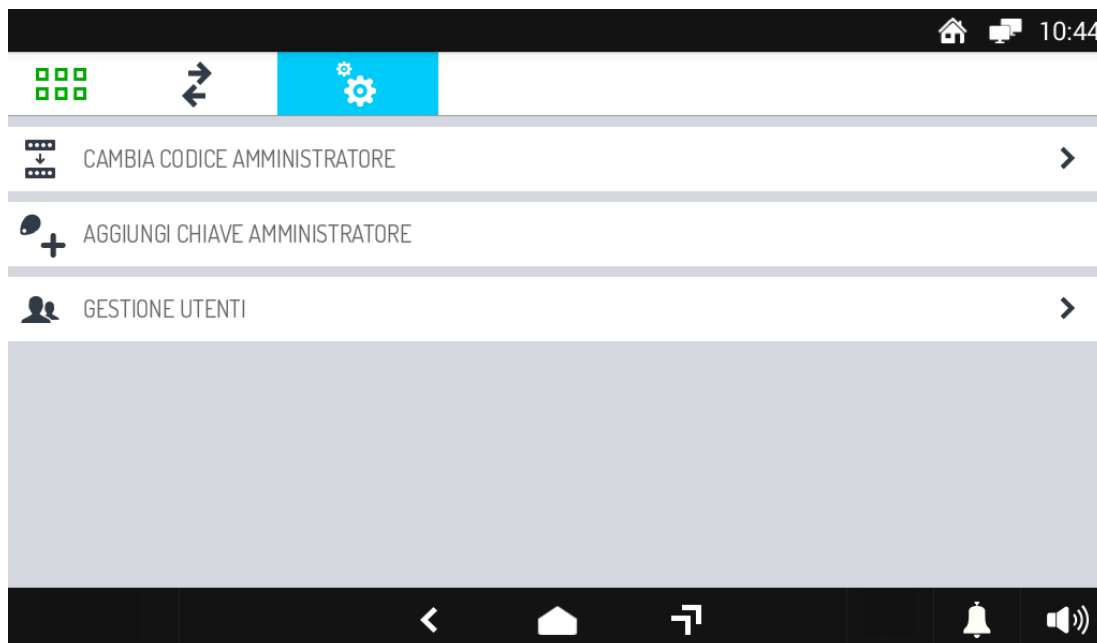 10:44
CAMBIA CODICE AMMINISTRATORE
AGGIUNGI CHIAVE AMMINISTRATORE
GESTIONE UTENTI